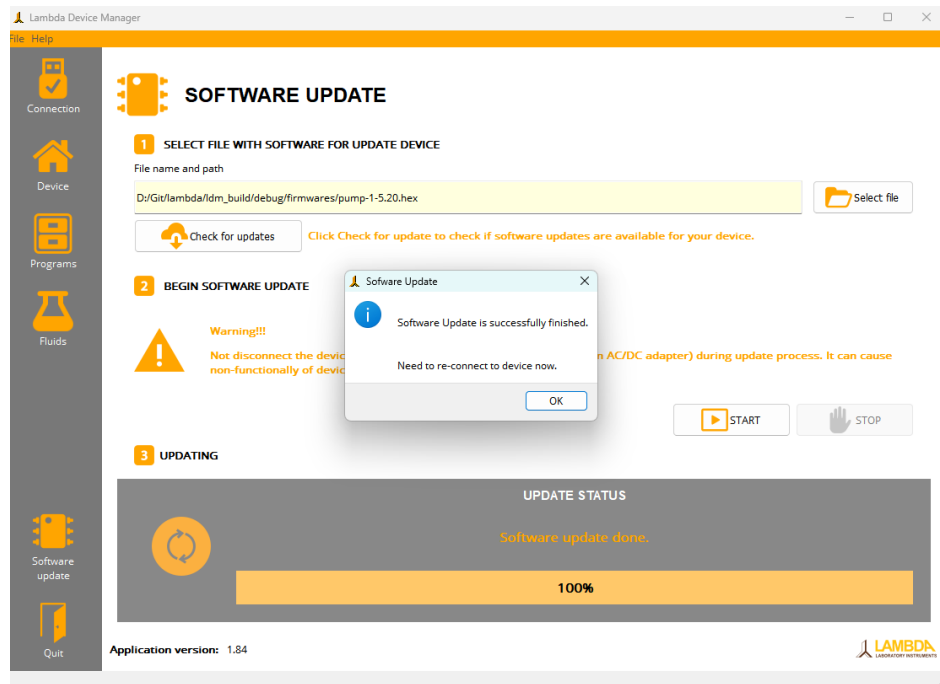 Lambda Device Manager
File Help
Connection
Device
Programs
Fluids
Software
update
Quit
SOFTWARE UPDATE
1 SELECT FILE WITH SOFTWARE FOR UPDATE DEVICE
File name and path
D:/Git/lambda/ldm_build/debug/firmwares/pump-1-5.20.hex
Select file
Check for updates
Click Check for update to check if software updates are available for your device.
2 BEGIN SOFTWARE UPDATE
Warning!!!
Not disconnect the devic
n AC/DC adapter) during update process. It can cause
non-functionally of devic
Sofware Update
Software Update is successfully finished.
Need to re-connect to device now.
OK
START
STOP
3 UPDATING
UPDATE STATUS
Software update done.
100%
Application version: 1.84
LAMBDA
LABORATORY INSTRUMENTS